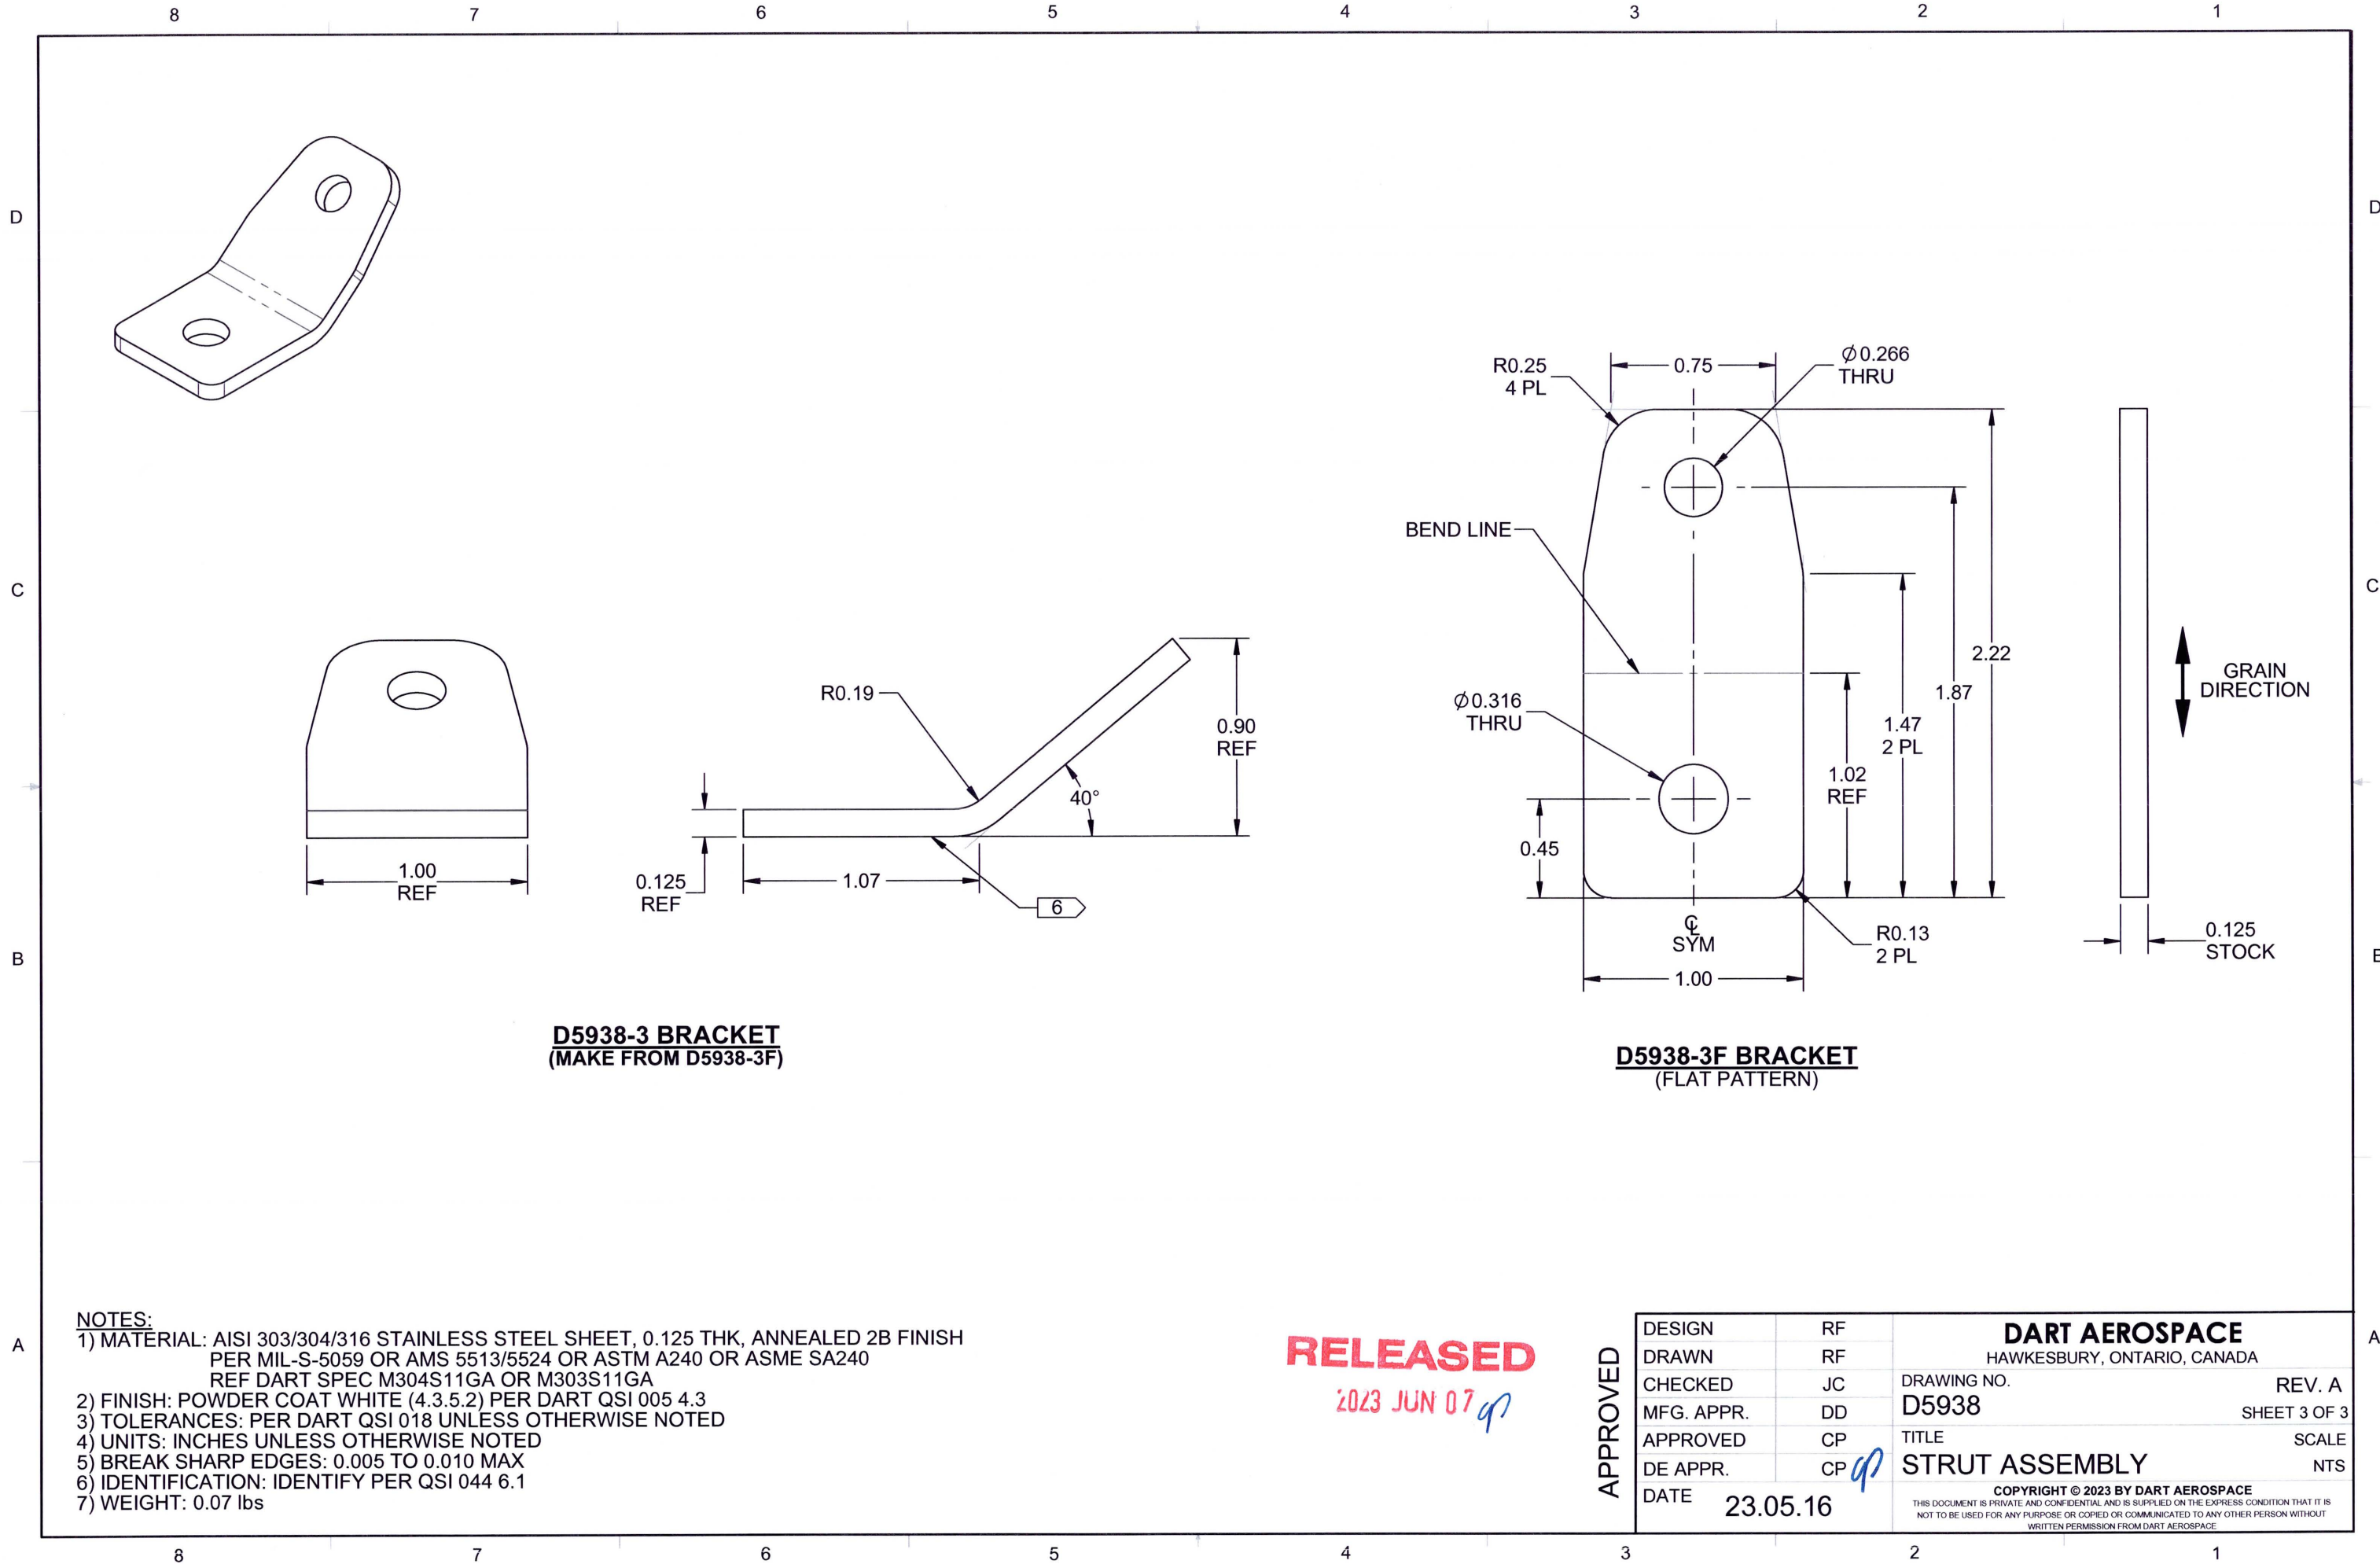 8 7 6 5 4 3 2 1
D
D
C
C
B
A
A
R0.25
4 PL
0.75
Ø0.266
THRU
BEND LINE
Ø0.316
THRU
0.45
2.22
1.87
1.47
2 PL
1.02
REF
GRAIN
DIRECTION
R0.13
2 PL
℄
SYM
1.00
0.125
STOCK
R0.19
0.90
REF
40°
1.00
REF
0.125
REF
1.07
6
D5938-3 BRACKET
(MAKE FROM D5938-3F)
D5938-3F BRACKET
(FLAT PATTERN)
NOTES:
1) MATERIAL: AISI 303/304/316 STAINLESS STEEL SHEET, 0.125 THK, ANNEALED 2B FINISH
PER MIL-S-5059 OR AMS 5513/5524 OR ASTM A240 OR ASME SA240
REF DART SPEC M304S11GA OR M303S11GA
2) FINISH: POWDER COAT WHITE (4.3.5.2) PER DART QSI 005 4.3
3) TOLERANCES: PER DART QSI 018 UNLESS OTHERWISE NOTED
4) UNITS: INCHES UNLESS OTHERWISE NOTED
5) BREAK SHARP EDGES: 0.005 TO 0.010 MAX
6) IDENTIFICATION: IDENTIFY PER QSI 044 6.1
7) WEIGHT: 0.07 lbs
RELEASED
2023 JUN 07
APPROVED
DESIGN RF
DRAWN RF
CHECKED JC
MFG. APPR. DD
APPROVED CP
DE APPR. CP
DATE 23.05.16
DART AEROSPACE
HAWKESBURY, ONTARIO, CANADA
DRAWING NO. REV. A
D5938 SHEET 3 OF 3
TITLE SCALE
STRUT ASSEMBLY NTS
COPYRIGHT © 2023 BY DART AEROSPACE
THIS DOCUMENT IS PRIVATE AND CONFIDENTIAL AND IS SUPPLIED ON THE EXPRESS CONDITION THAT IT IS
NOT TO BE USED FOR ANY PURPOSE OR COPIED OR COMMUNICATED TO ANY OTHER PERSON WITHOUT
WRITTEN PERMISSION FROM DART AEROSPACE
8 7 6 5 4 3 2 1